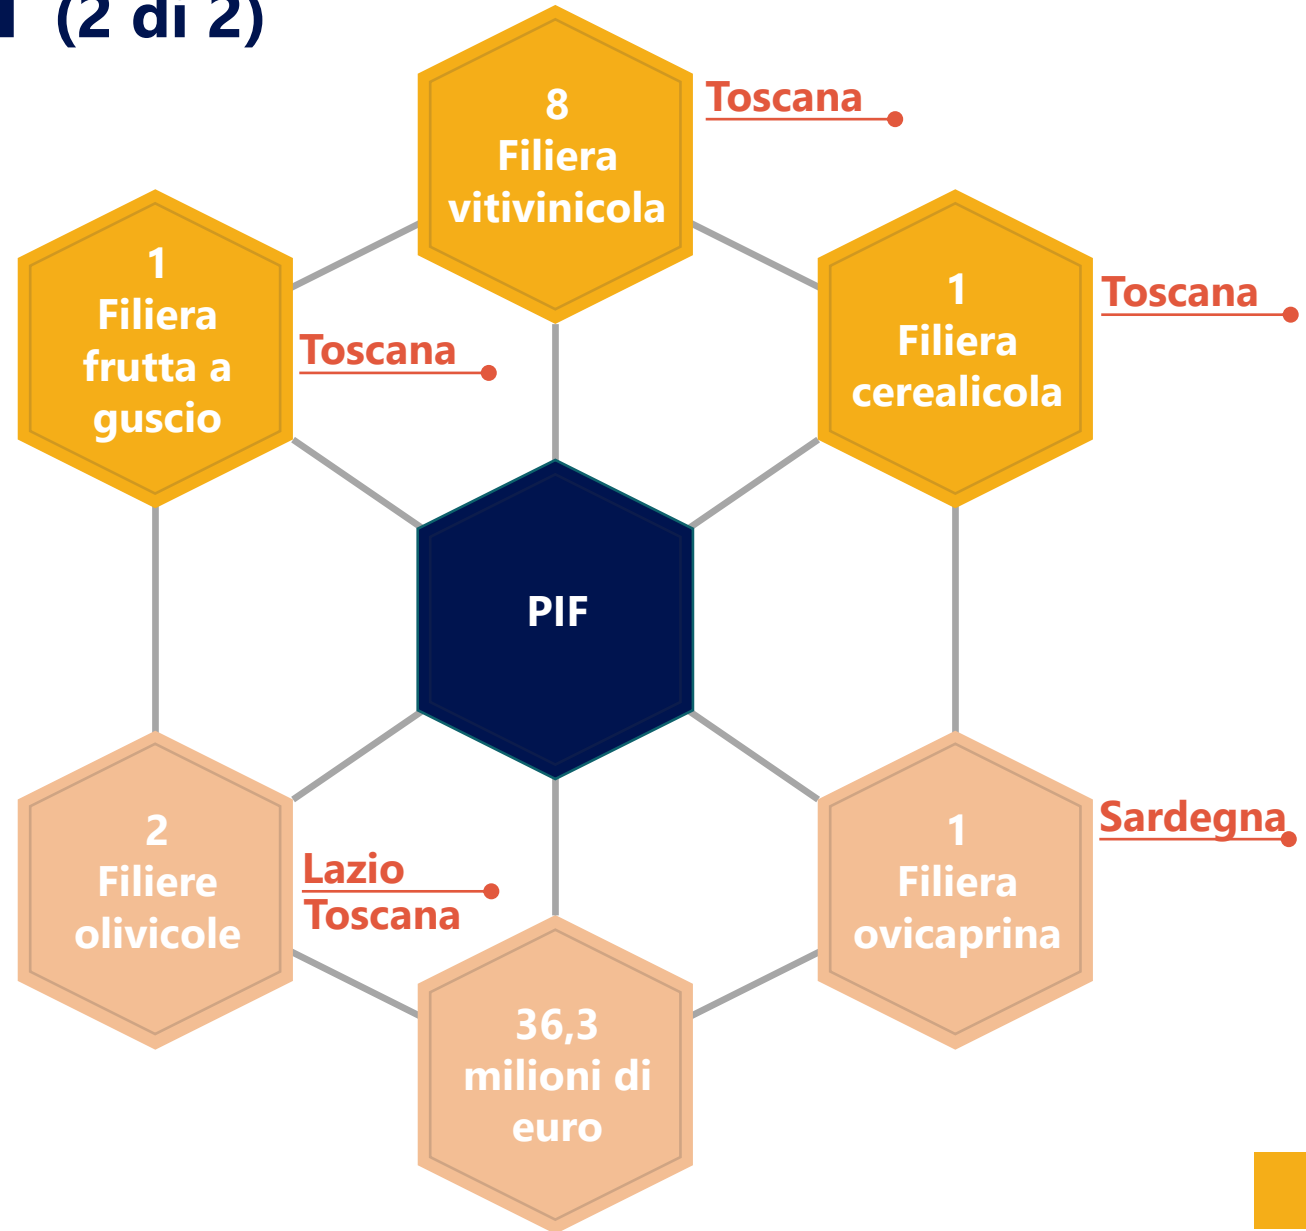 (2 di 2)
8
Filiera
vitivinicola
Toscana
1
Filiera
frutta a
guscio
Toscana
1
Filiera
cerealicola
Toscana
PIF
2
Filiere
olivicole
Lazio
Toscana
1
Filiera
ovicaprina
Sardegna
36,3
milioni di
euro